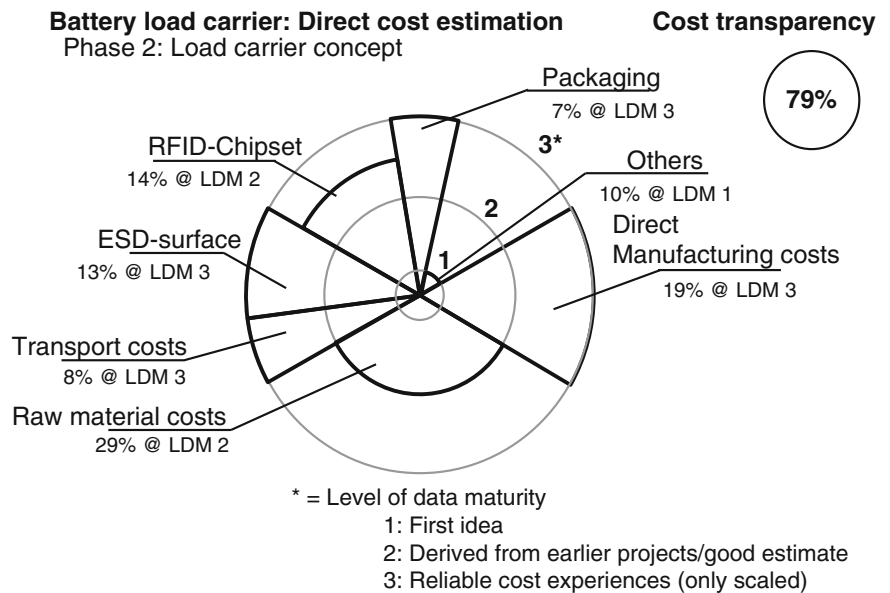 Battery load carrier: Direct cost estimation
Phase 2: Load carrier concept
Cost transparency
79%
Packaging
7% @ LDM 3
3*
RFID-Chipset
14% @ LDM 2
Others
10% @ LDM 1
2
Direct
Manufacturing costs
19% @ LDM 3
ESD-surface
13% @ LDM 3
1
Transport costs
8% @ LDM 3
Raw material costs
29% @ LDM 2
* = Level of data maturity
1: First idea
2: Derived from earlier projects/good estimate
3: Reliable cost experiences (only scaled)